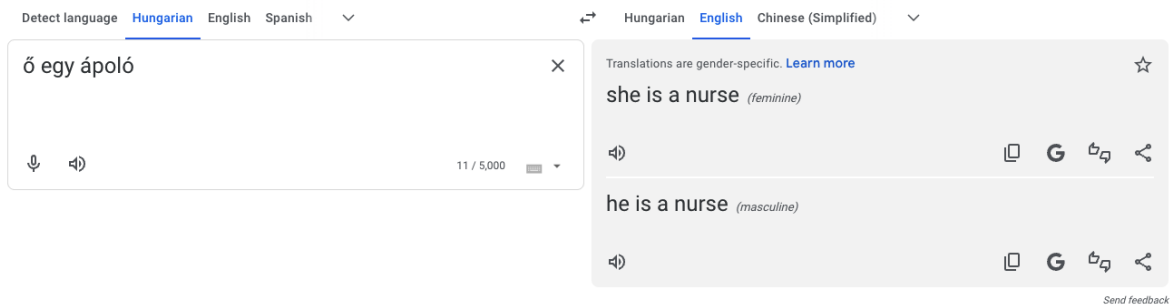 Detect language Hungarian English Spanish
Hungarian English Chinese (Simplified)
ő egy ápoló
11 / 5,000
Translations are gender-specific. Learn more
she is a nurse (feminine)
G
he is a nurse (masculine)
G
Send feedback